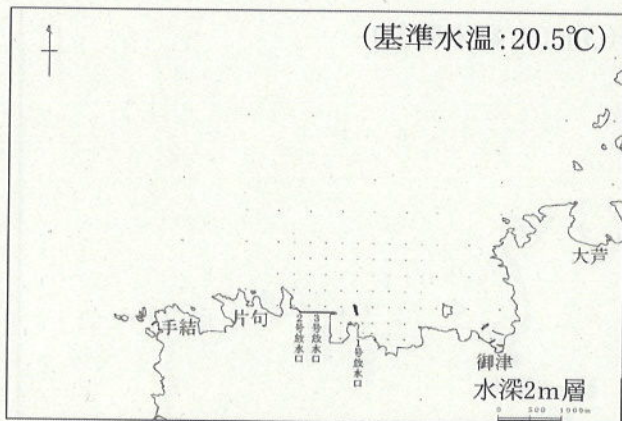 (基準水温:20.5℃)
大芦
手結
片句
2号放水口
3号放水口
1号放水口
御津
水深2m層
0 500 1000m